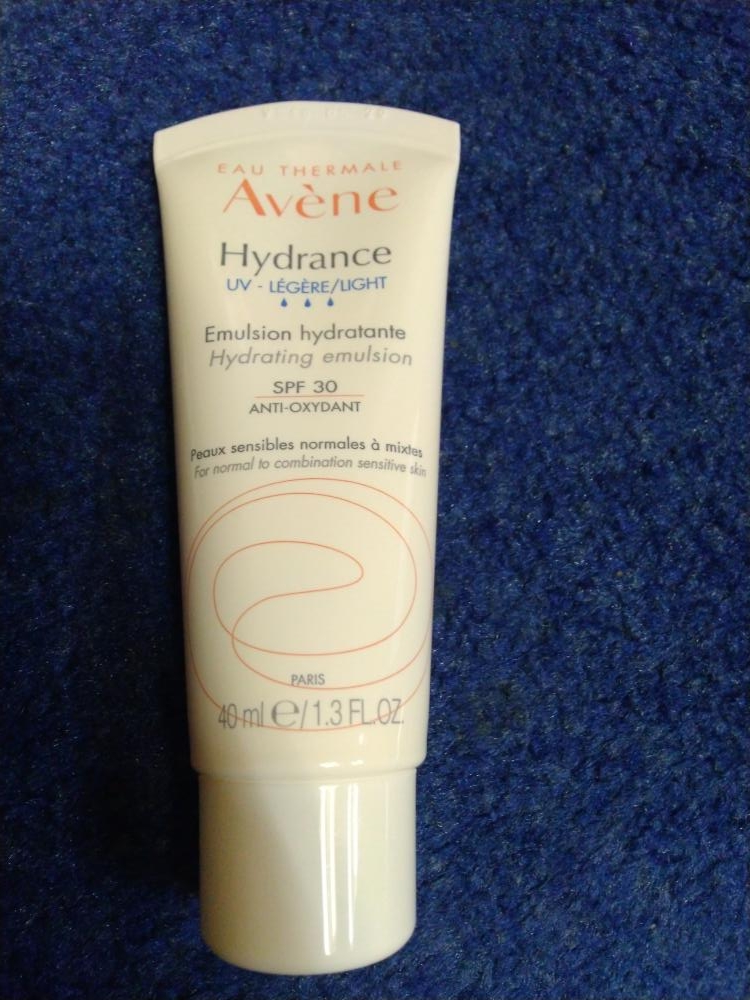 EAU THERMALE
Avène
Hydrance
UV - LÉGÈRE/LIGHT
Emulsion hydratante
Hydrating emulsion
SPF 30
ANTI-OXYDANT
Peaux sensibles normales à mixtes
For normal to combination sensitive skin
PARIS
40 ml e/1.3 FL.OZ.